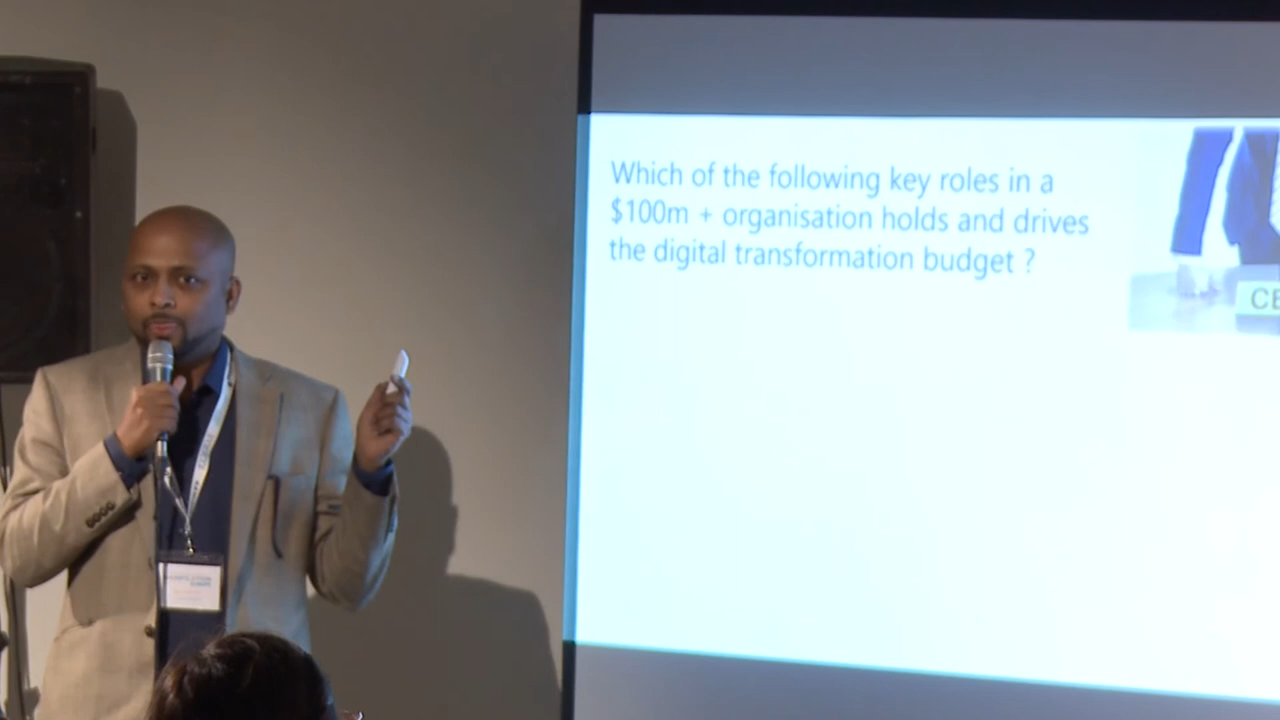 Which of the following key roles in a
$100m + organisation holds and drives
the digital transformation budget ?
CE